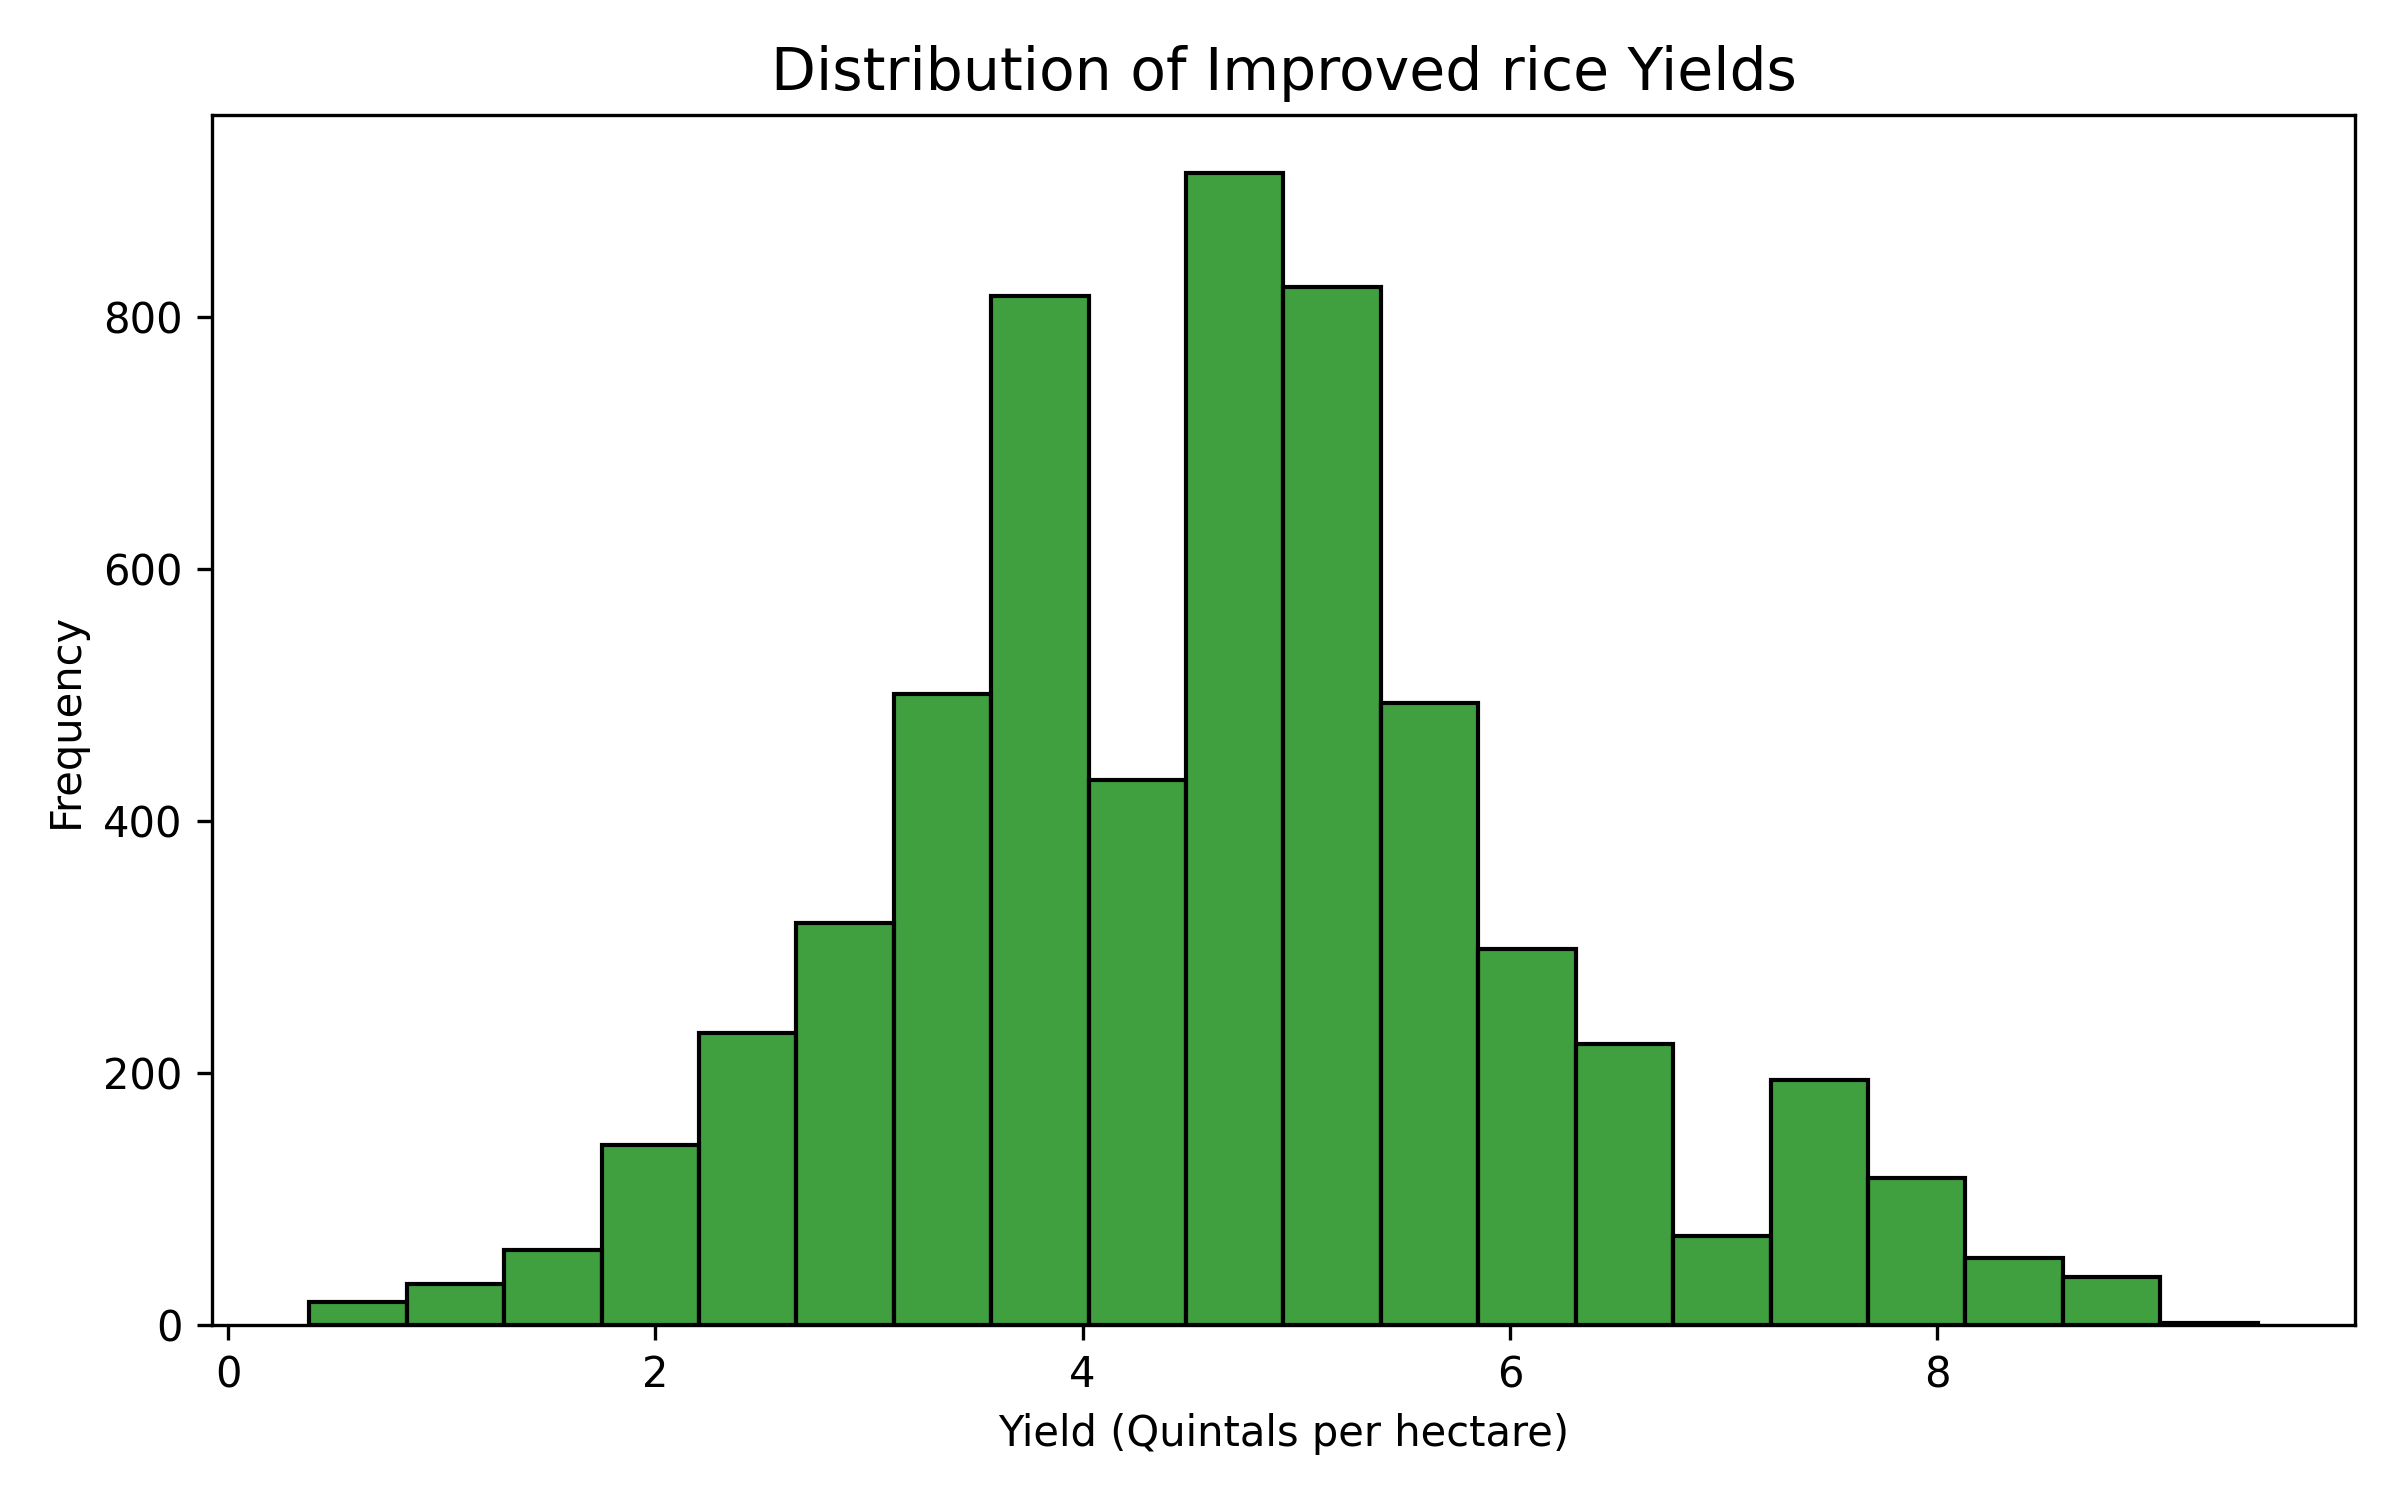 Distribution of Improved rice Yields
Frequency
800
600
400
200
0
0 2 4 6 8
Yield (Quintals per hectare)